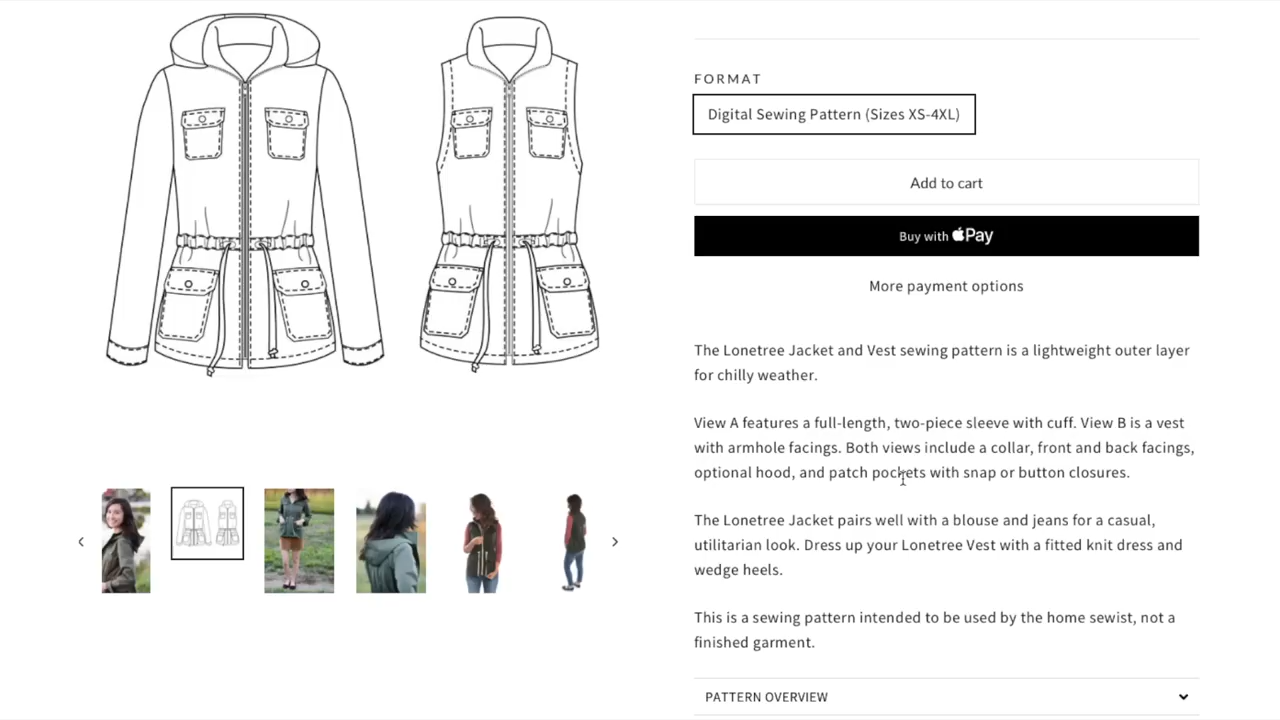 FORMAT
Digital Sewing Pattern (Sizes XS-4XL)
Add to cart
Buy with Pay
More payment options
The Lonetree Jacket and Vest sewing pattern is a lightweight outer layer
for chilly weather.
View A features a full-length, two-piece sleeve with cuff. View B is a vest
with armhole facings. Both views include a collar, front and back facings,
optional hood, and patch pockets with snap or button closures.
The Lonetree Jacket pairs well with a blouse and jeans for a casual,
utilitarian look. Dress up your Lonetree Vest with a fitted knit dress and
wedge heels.
This is a sewing pattern intended to be used by the home sewist, not a
finished garment.
PATTERN OVERVIEW